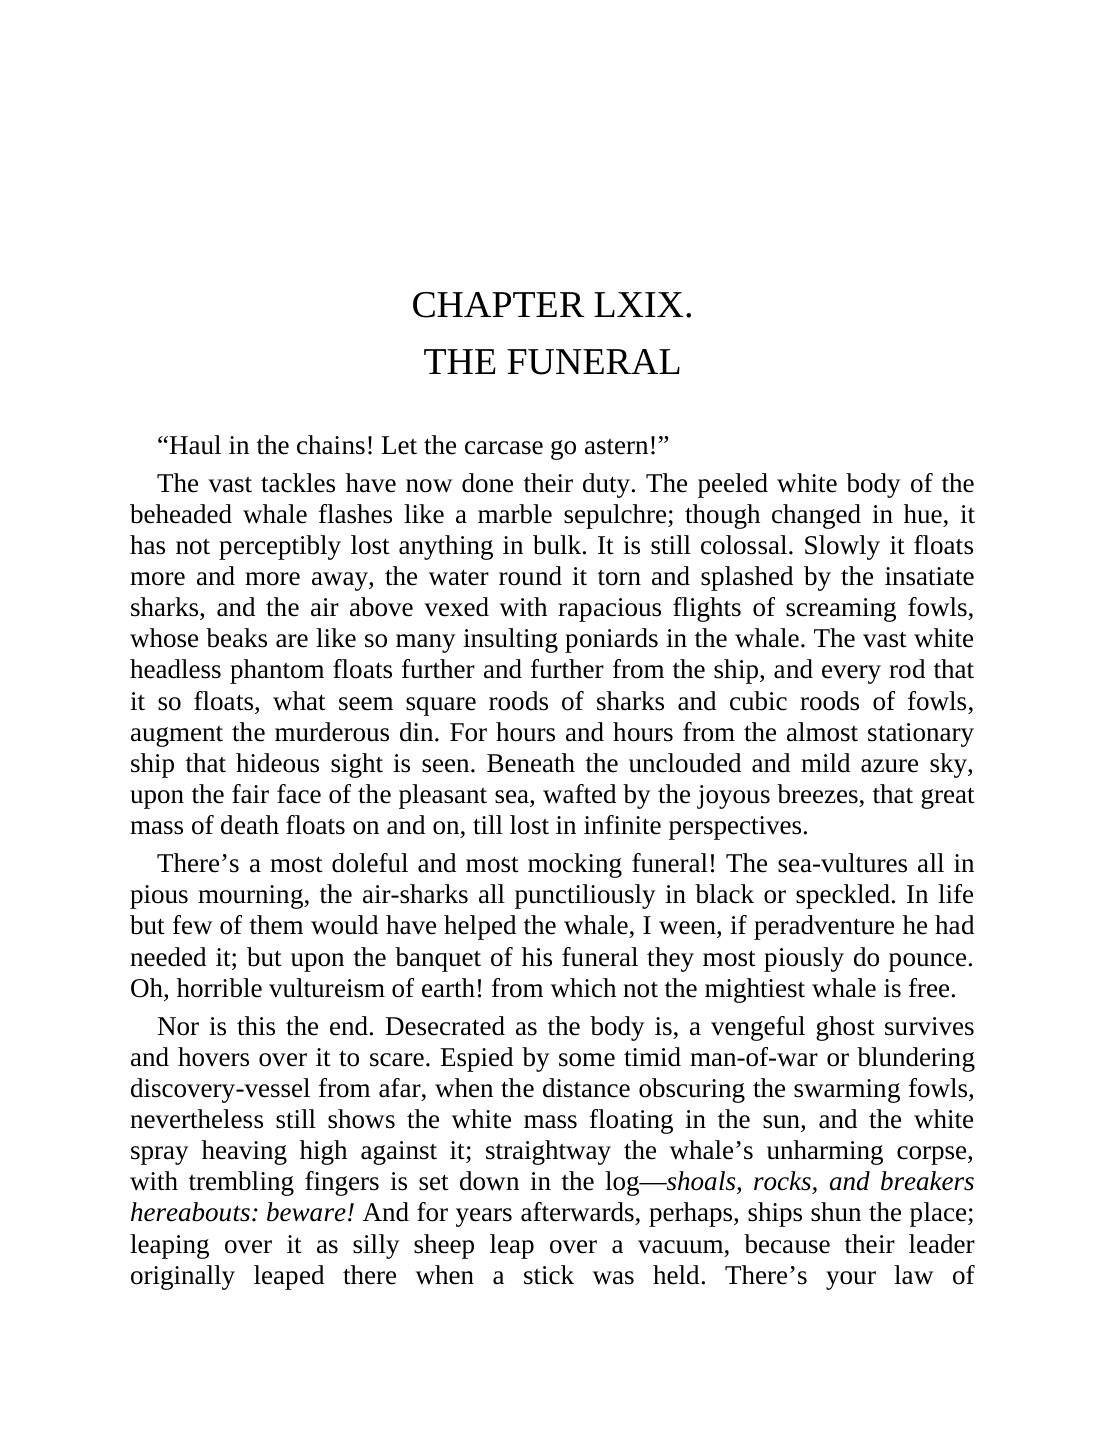 CHAPTER LXIX.
THE FUNERAL
“Haul in the chains! Let the carcase go astern!”
The vast tackles have now done their duty. The peeled white body of the
beheaded whale flashes like a marble sepulchre; though changed in hue, it
has not perceptibly lost anything in bulk. It is still colossal. Slowly it floats
more and more away, the water round it torn and splashed by the insatiate
sharks, and the air above vexed with rapacious flights of screaming fowls,
whose beaks are like so many insulting poniards in the whale. The vast white
headless phantom floats further and further from the ship, and every rod that
it so floats, what seem square roods of sharks and cubic roods of fowls,
augment the murderous din. For hours and hours from the almost stationary
ship that hideous sight is seen. Beneath the unclouded and mild azure sky,
upon the fair face of the pleasant sea, wafted by the joyous breezes, that great
mass of death floats on and on, till lost in infinite perspectives.
There’s a most doleful and most mocking funeral! The sea-vultures all in
pious mourning, the air-sharks all punctiliously in black or speckled. In life
but few of them would have helped the whale, I ween, if peradventure he had
needed it; but upon the banquet of his funeral they most piously do pounce.
Oh, horrible vultureism of earth! from which not the mightiest whale is free.
Nor is this the end. Desecrated as the body is, a vengeful ghost survives
and hovers over it to scare. Espied by some timid man-of-war or blundering
discovery-vessel from afar, when the distance obscuring the swarming fowls,
nevertheless still shows the white mass floating in the sun, and the white
spray heaving high against it; straightway the whale’s unharming corpse,
with trembling fingers is set down in the log—shoals, rocks, and breakers
hereabouts: beware! And for years afterwards, perhaps, ships shun the place;
leaping over it as silly sheep leap over a vacuum, because their leader
originally leaped there when a stick was held. There’s your law of